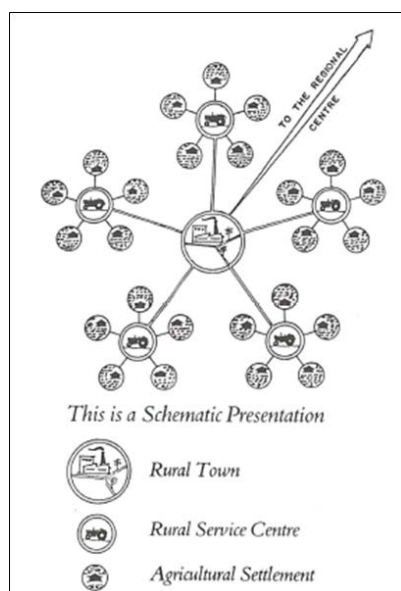 TO THE REGIONAL
CENTRE
This is a Schematic Presentation
Rural Town
Rural Service Centre
Agricultural Settlement